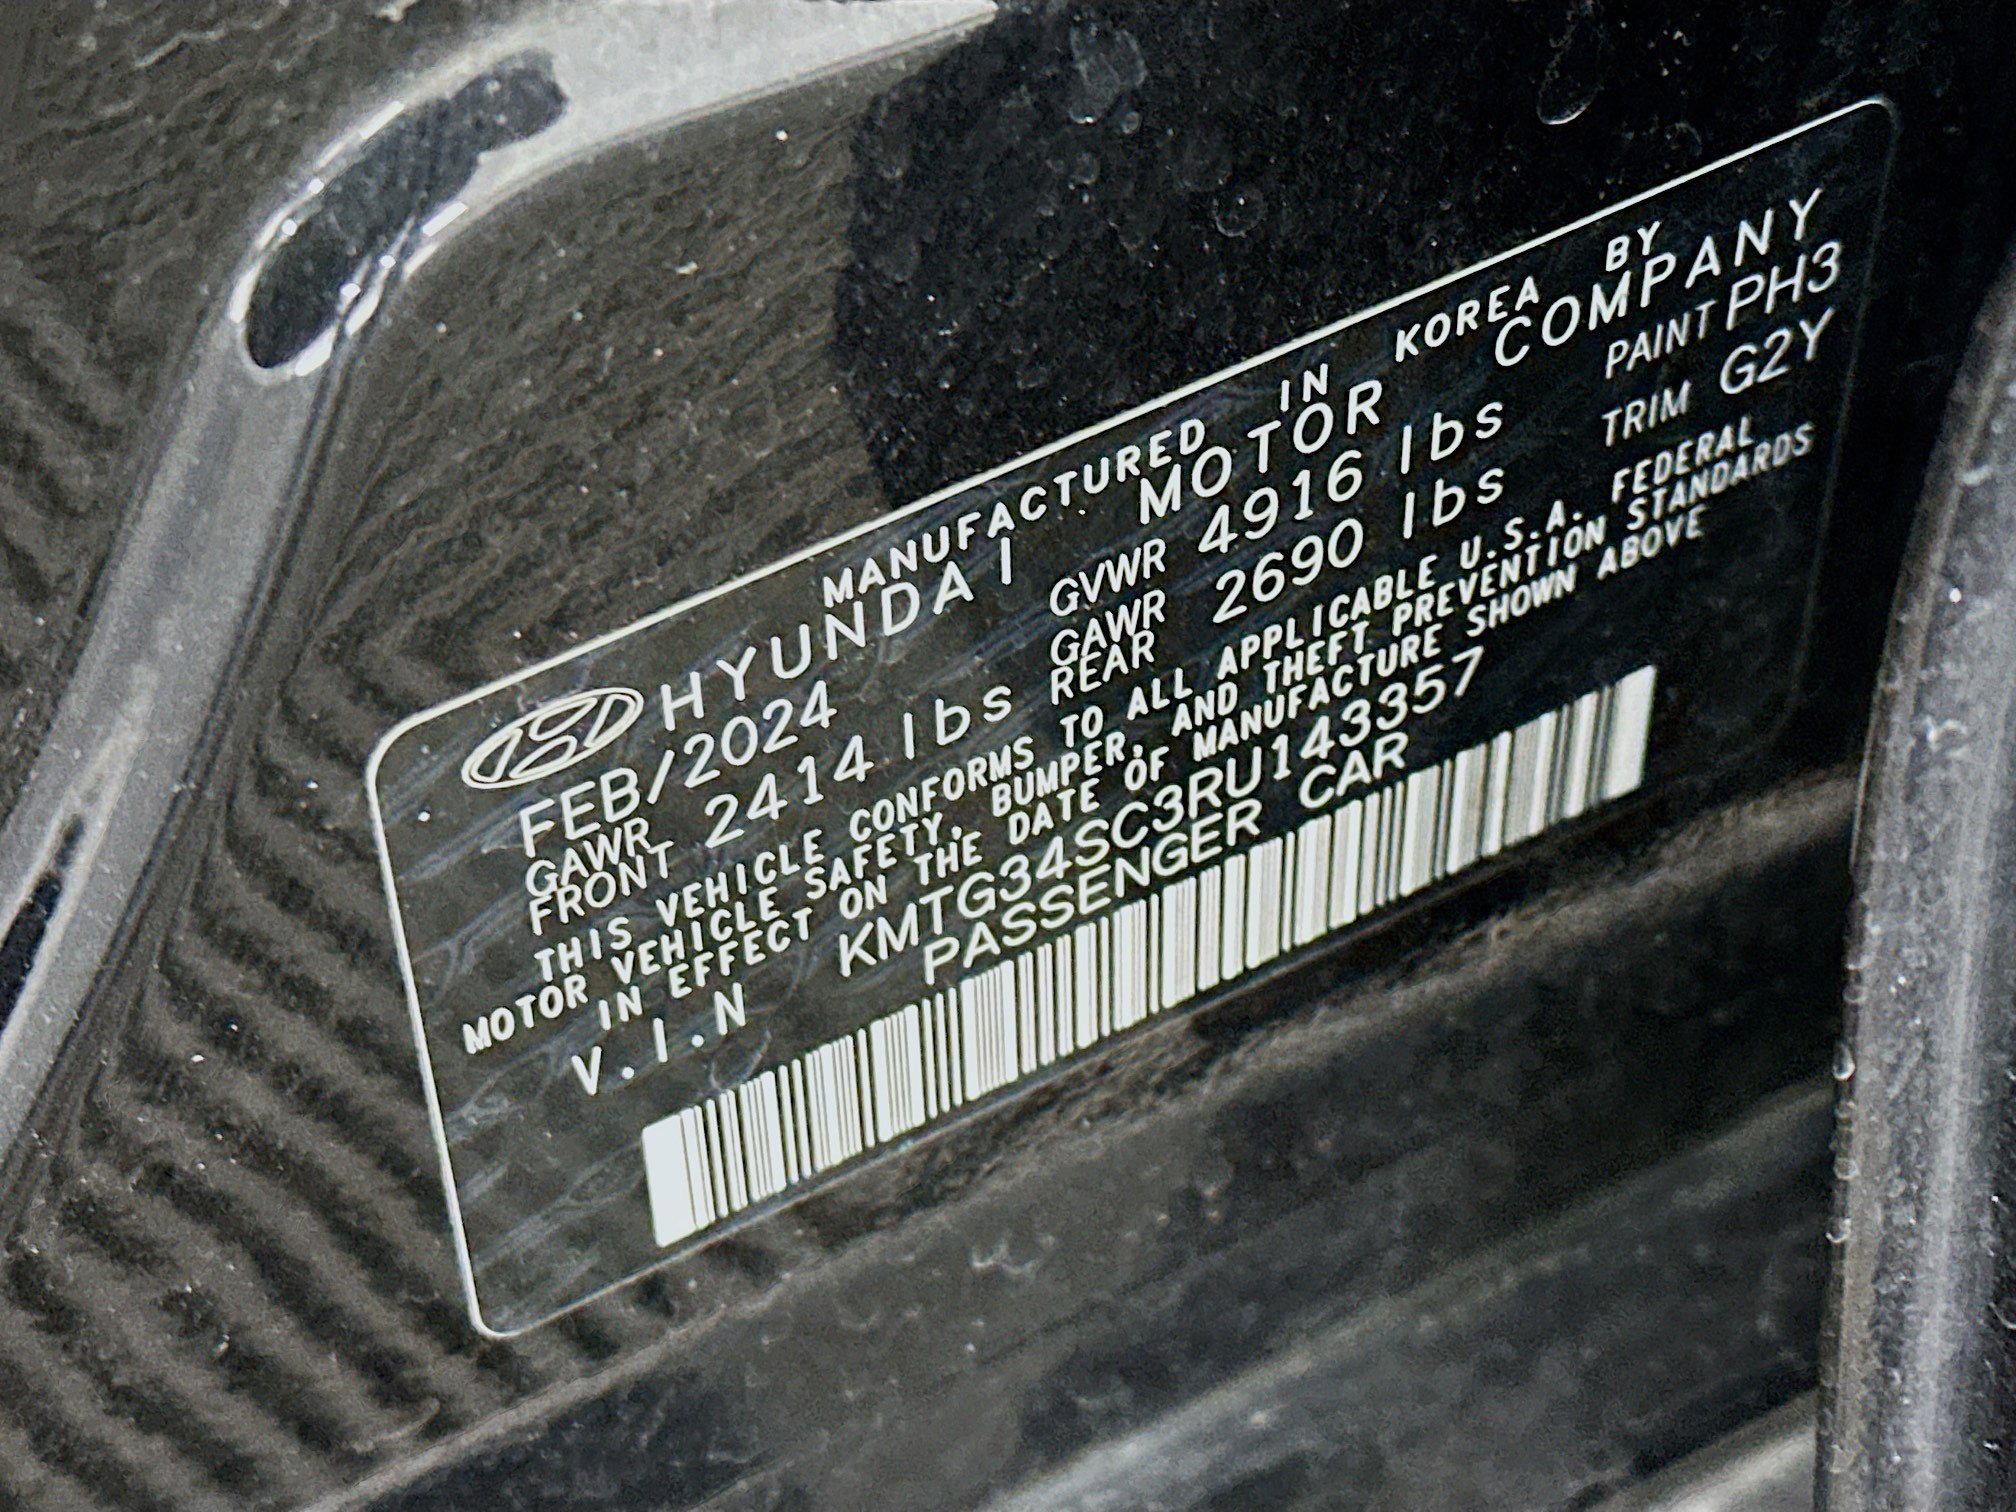 MANUFACTURED IN KOREA BY
HYUNDAI MOTOR COMPANY
FEB/2024 GVWR 4916 lbs PAINT PH3
GAWR FRONT 2414 lbs GAWR REAR 2690 lbs TRIM G2Y
THIS VEHICLE CONFORMS TO ALL APPLICABLE U.S.A. FEDERAL
MOTOR VEHICLE SAFETY, BUMPER, AND THEFT PREVENTION STANDARDS
IN EFFECT ON THE DATE OF MANUFACTURE SHOWN ABOVE
V.I.N KMTG34SC3RU143357
PASSENGER CAR